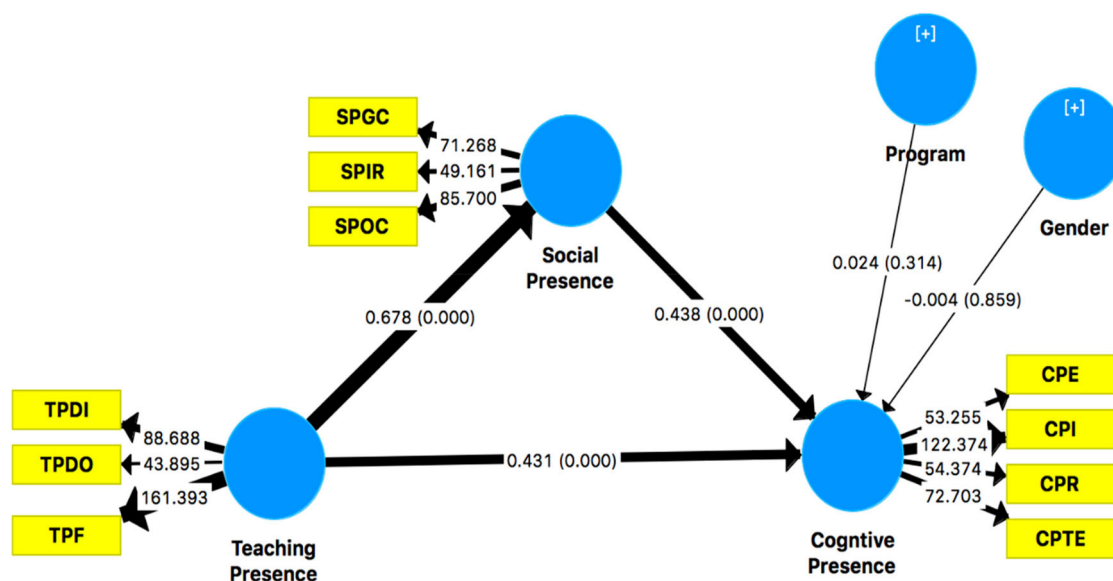 [+]
[+]
Program
Gender
SPGC
SPIR
SPOC
71.268
49.161
85.700
Social
Presence
0.024 (0.314)
-0.004 (0.859)
0.678 (0.000)
0.438 (0.000)
TPDI
TPDO
TPF
88.688
43.895
161.393
Teaching
Presence
0.431 (0.000)
Cogntive
Presence
53.255
122.374
54.374
72.703
CPE
CPI
CPR
CPTE